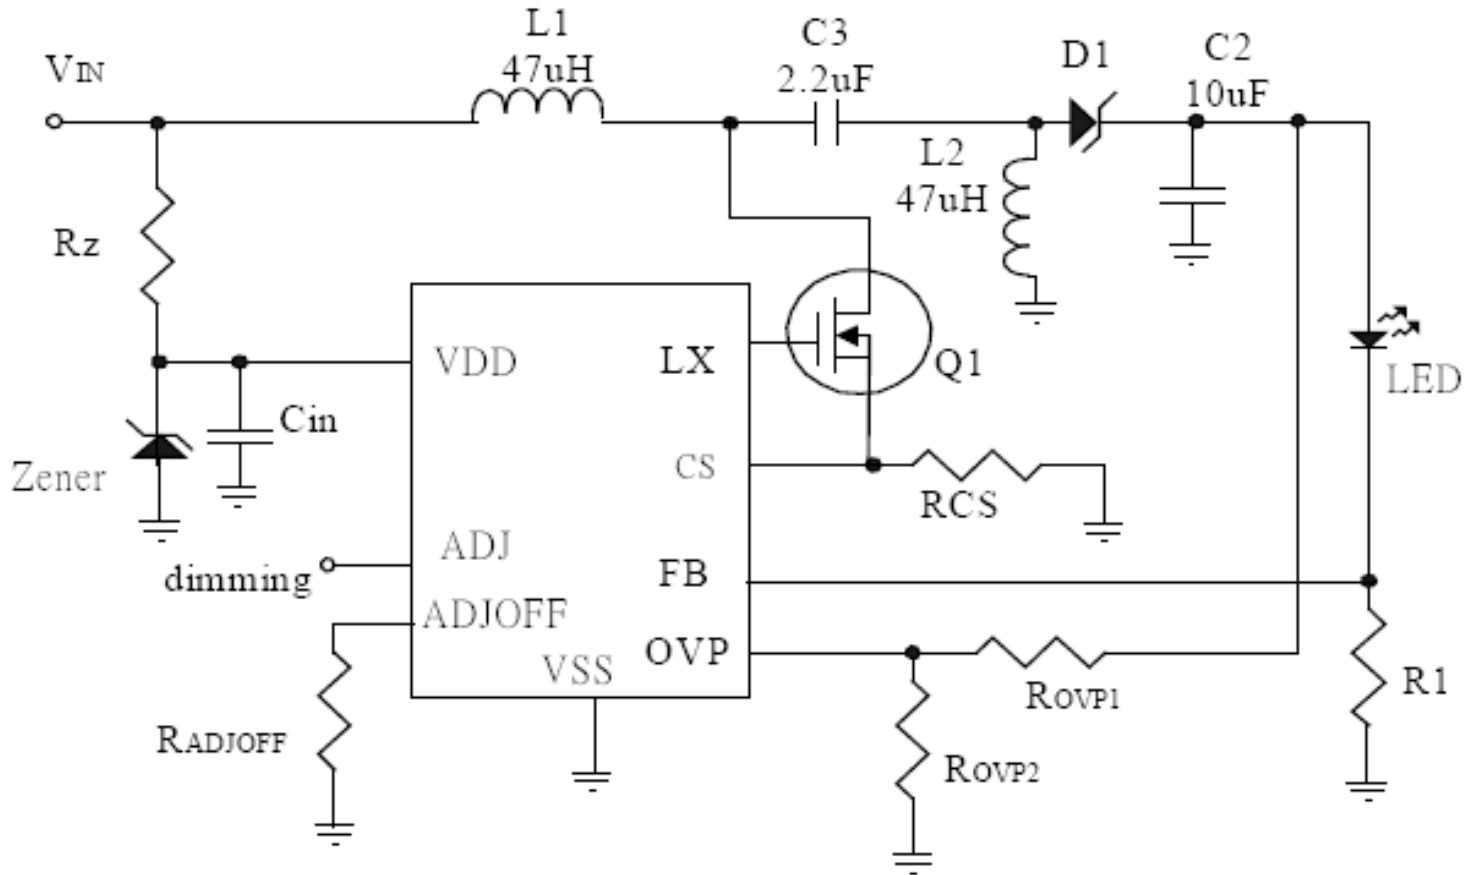 L1
47uH
C3
2.2uF
D1
C2
10uF
VIN
L2
47uH
Rz
VDD
LX
Q1
LED
Cin
Zener
CS
RCS
ADJ
dimming
FB
ADJOFF
VSS
OVP
ROVP1
R1
RADJOFF
ROVP2